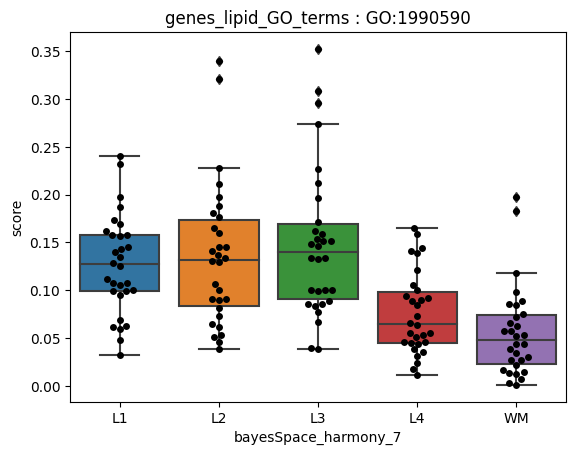 genes_lipid_GO_terms : GO:1990590
score
0.35
0.30
0.25
0.20
0.15
0.10
0.05
0.00
L1 L2 L3 L4 WM
bayesSpace_harmony_7